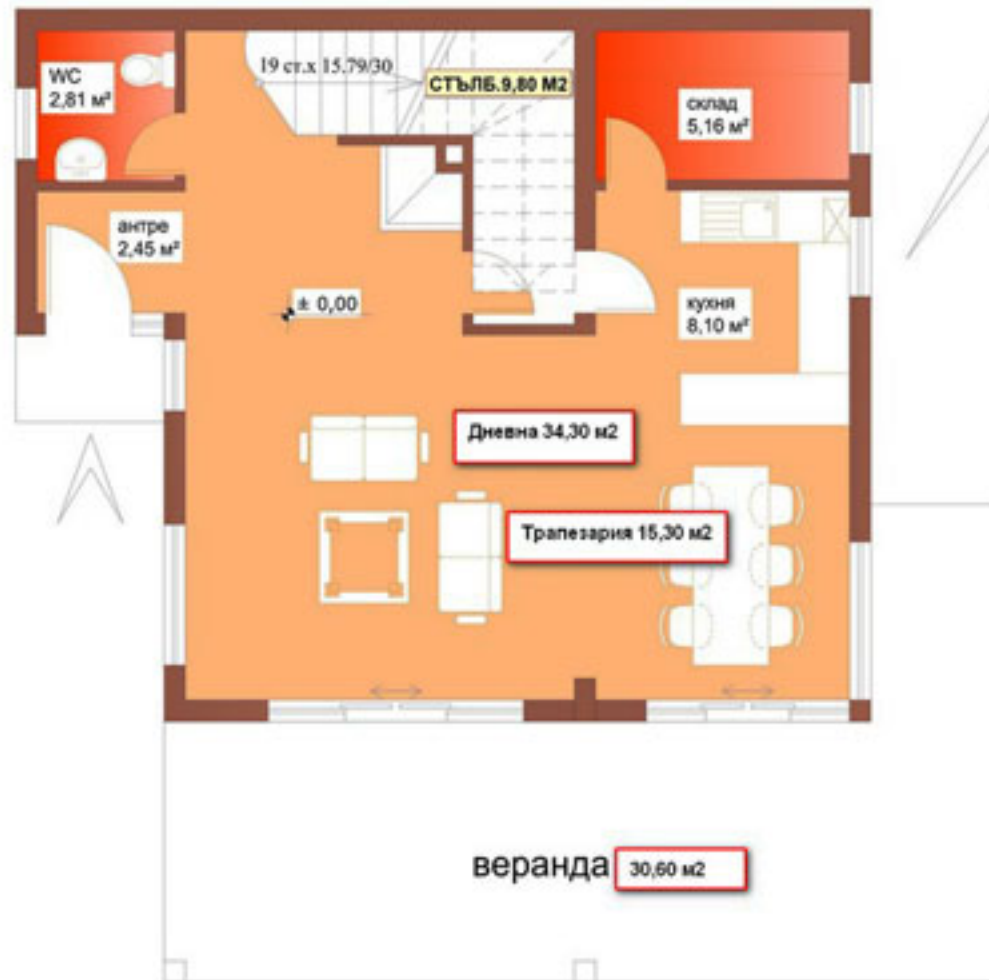 WC
2,81 м²
19 ст.х 15.79/30
СТЪЛБ.9,80 М2
склад
5,16 м²
антре
2,45 м²
± 0,00
кухня
8,10 м²
Дневна 34,30 м2
Трапезария 15,30 м2
веранда 30,60 м2